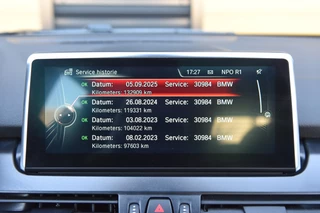 Service historie 17:27 NPO R1
OK Datum: 05.09.2025 Service: 30984 BMW
Kilometers: 132909 km
OK Datum: 26.08.2024 Service: 30984 BMW
Kilometers: 119331 km
OK Datum: 03.08.2023 Service: 30984 BMW
Kilometers: 104022 km
OK Datum: 08.02.2023 Service: 30984 BMW
Kilometers: 97603 km